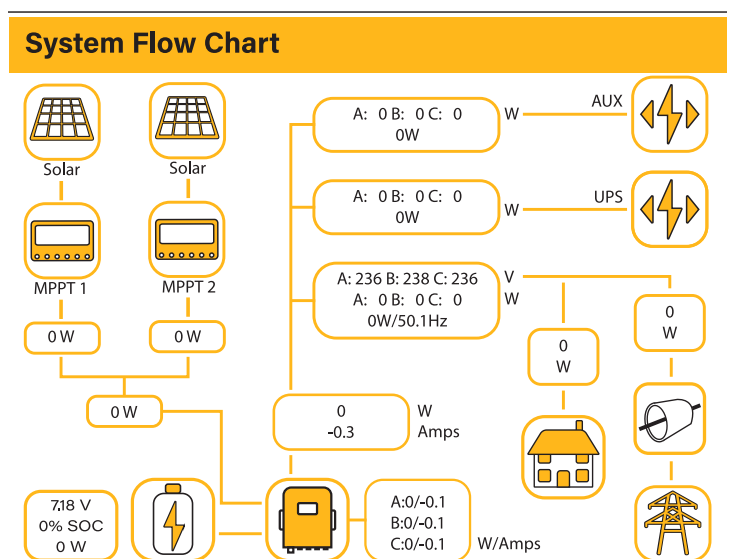 System Flow Chart
Solar
Solar
MPPT 1
MPPT 2
0 W
0 W
0 W
A: 0 B: 0 C: 0
0W
W
AUX
A: 0 B: 0 C: 0
0W
W
UPS
A: 236 B: 238 C: 236
V
A: 0 B: 0 C: 0
W
0W/50.1Hz
0
W
0
W
0
W
-0.3
Amps
7.18 V
0% SOC
0 W
A:0/-0.1
B:0/-0.1
C:0/-0.1
W/Amps